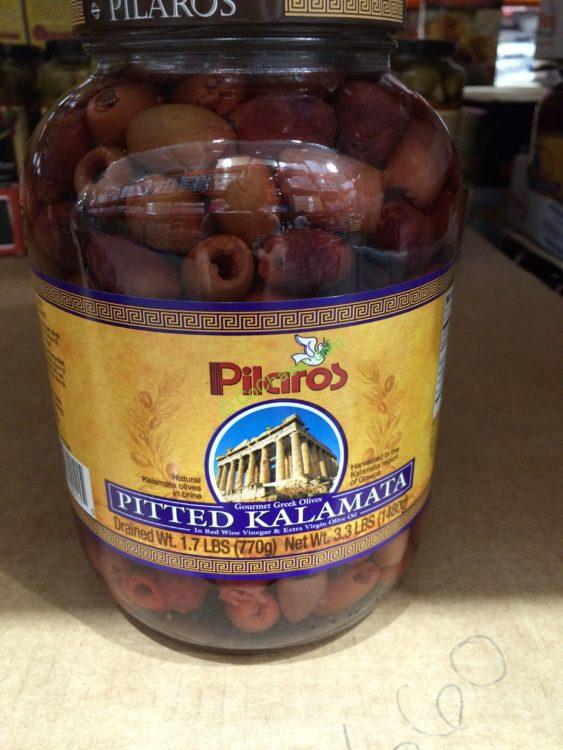 PILAROS
Pilaros
Natural
Kalamata olives
in brine
Harvested in the
Kalamata region
of Greece
Gourmet Greek Olives
PITTED KALAMATA
In Red Wine Vinegar & Extra Virgin Olive Oil
Drained Wt. 1.7 LBS (770g) Net Wt. 3.3 LBS (1480g)